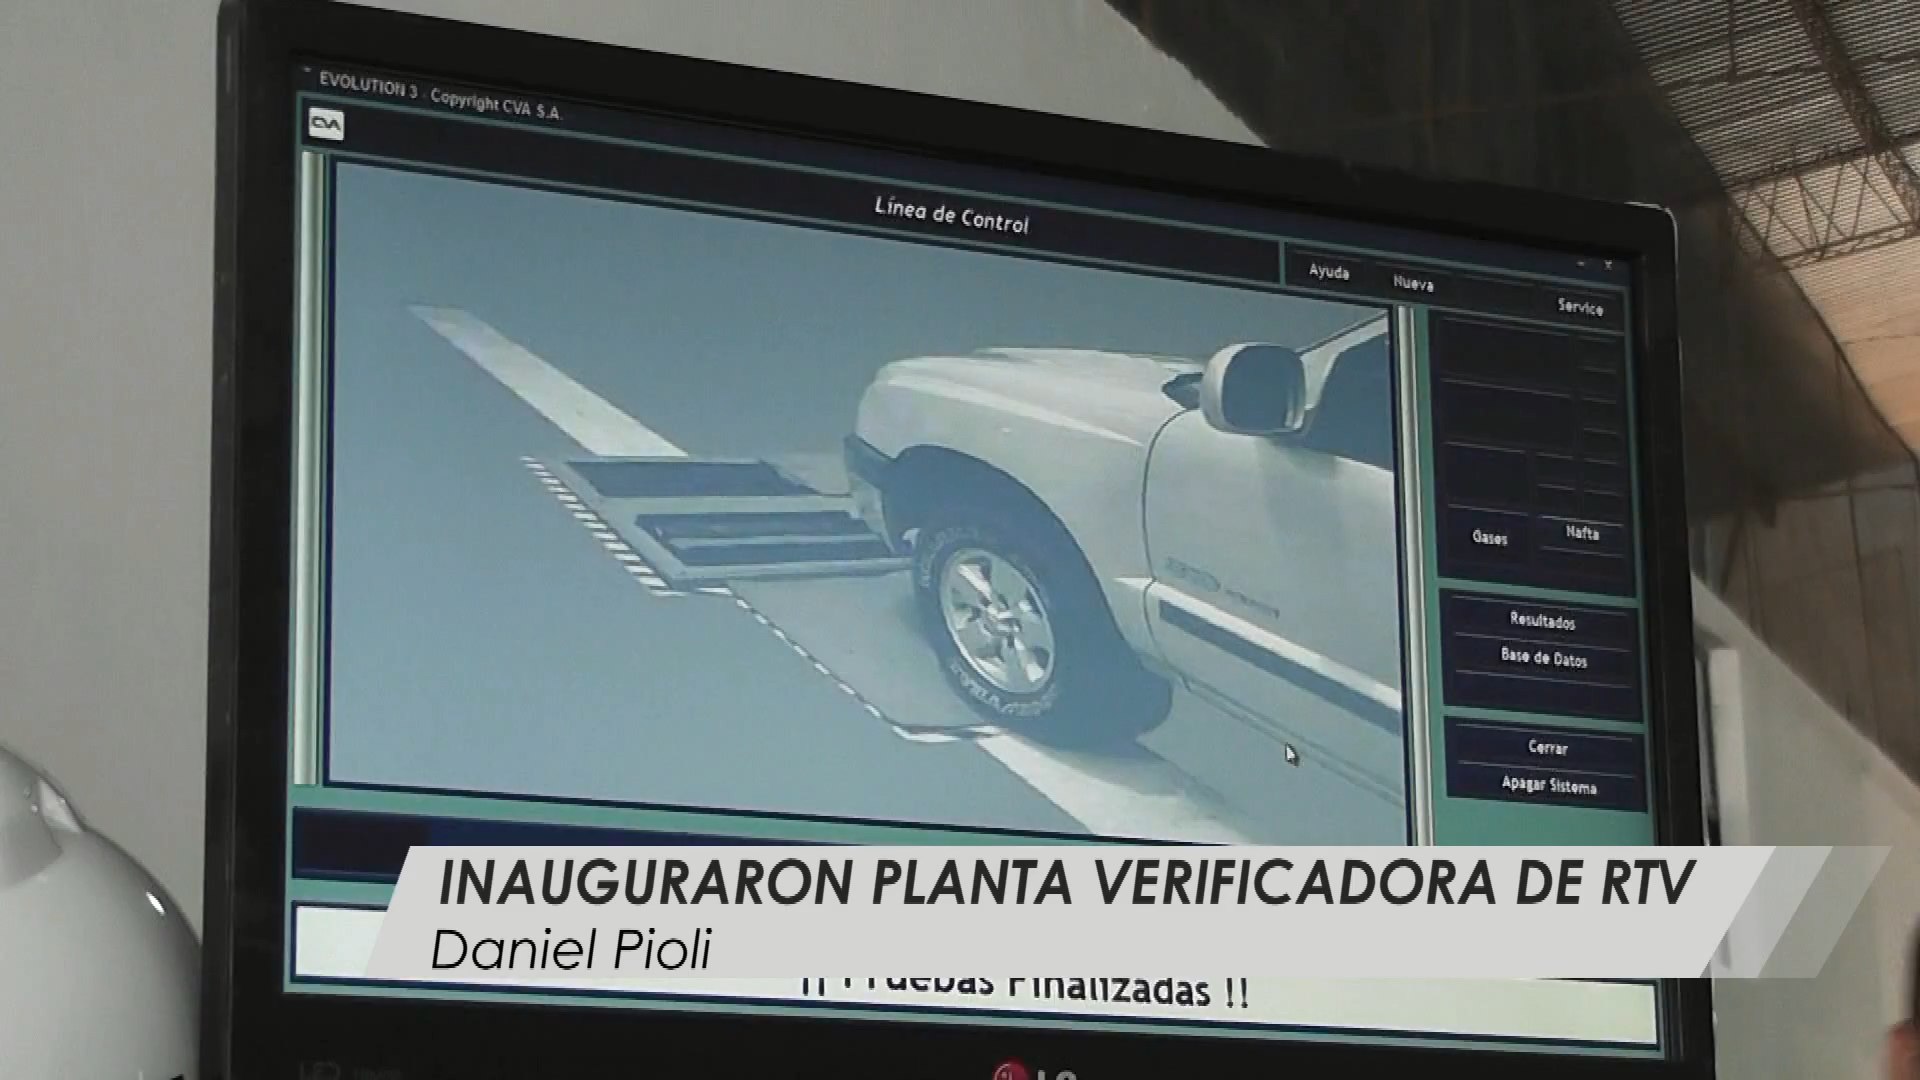 EVOLUTION 3 - Copyright CVA S.A.
CVA
Línea de Control
Ayuda
Nueva
Service
Gases
Nafta
Resultados
Base de Datos
Cerrar
Apagar Sistema
INAUGURARON PLANTA VERIFICADORA DE RTV
Daniel Pioli
¡¡ Pruebas Finalizadas !!
LG